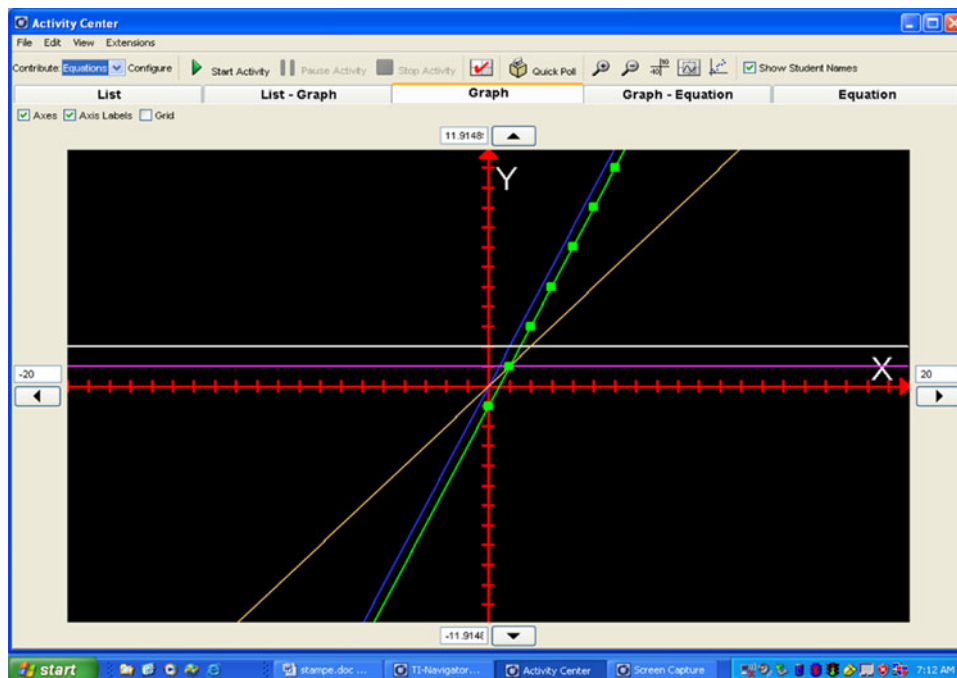 Activity Center
File Edit View Extensions
Contribute: Equations Configure Start Activity Pause Activity Stop Activity Quick Poll Show Student Names
List List - Graph Graph Graph - Equation Equation
Axes Axis Labels Grid
11.9148
Y
-20 X 20
-11.9148
start stampe.doc ... TI-Navigator... Activity Center Screen Capture 7:12 AM